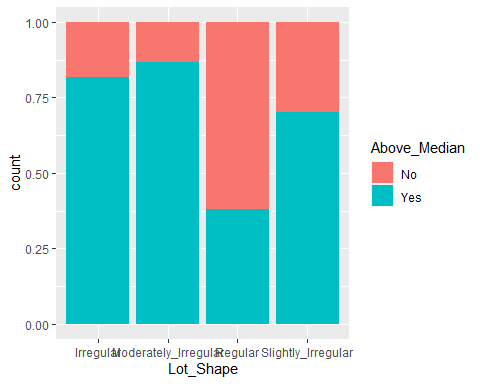 1.00
0.75
0.50
0.25
0.00
count
Irregular Moderately_Irregular Regular Slightly_Irregular
Lot_Shape
Above_Median
No
Yes